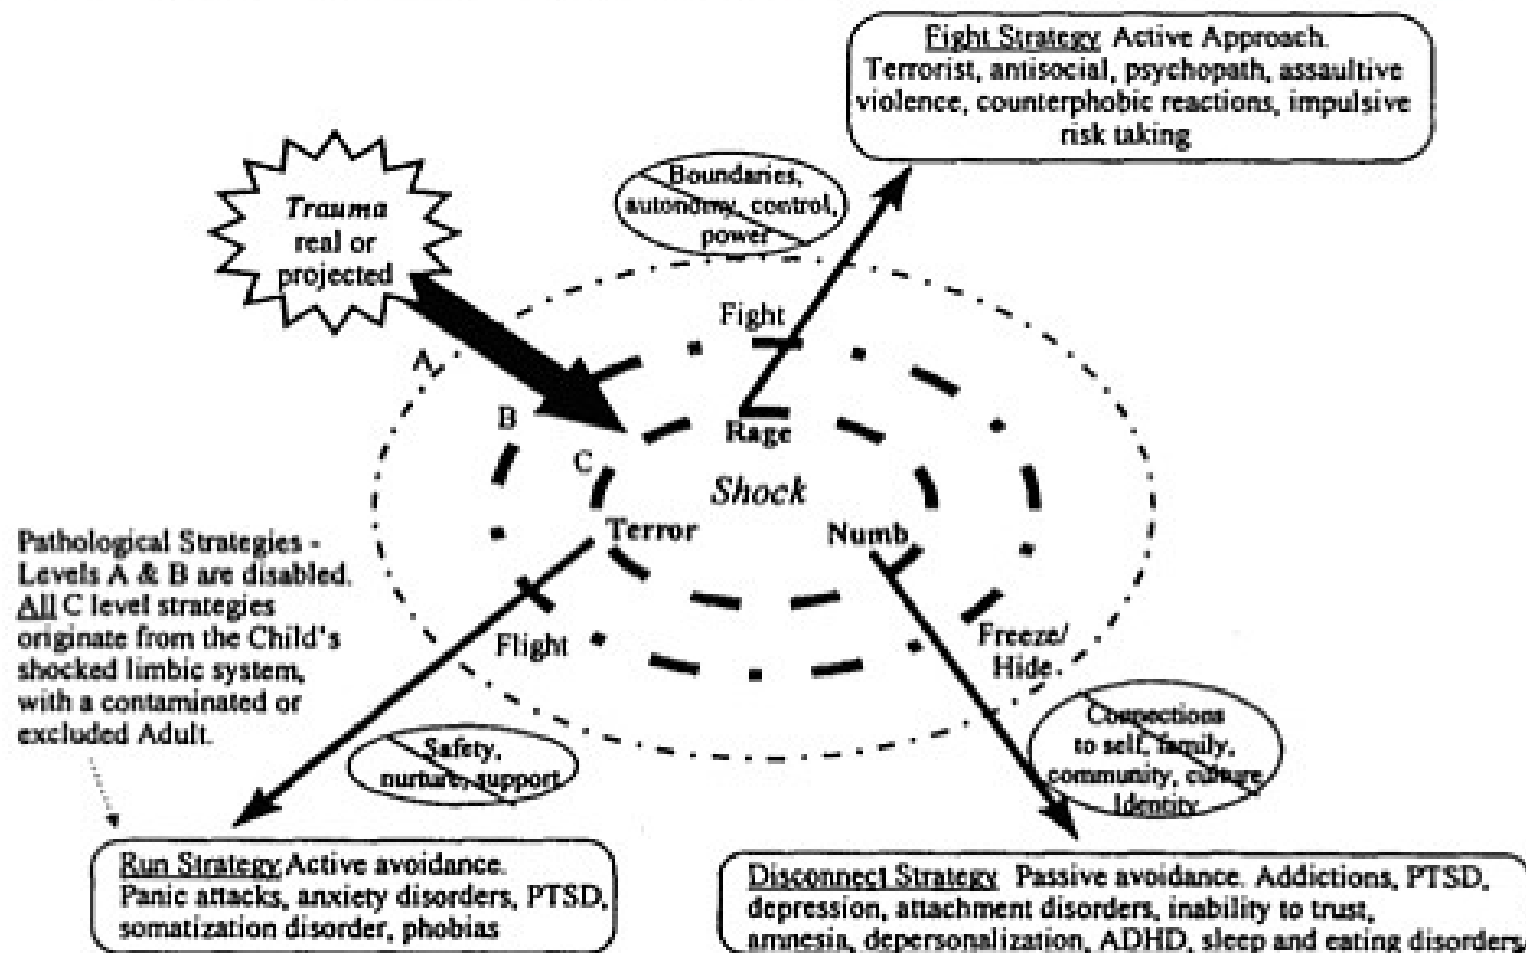 Fight Strategy Active Approach.
Terrorist, antisocial, psychopath, assaultive
violence, counterphobic reactions, impulsive
risk taking
Trauma
real or
projected
Boundaries,
autonomy, control,
power
Fight
A
B
C
Rage
Shock
Terror
Numb
Pathological Strategies -
Levels A & B are disabled.
All C level strategies
originate from the Child's
shocked limbic system,
with a contaminated or
excluded Adult.
Flight
Freeze/
Hide
Safety,
nurture, support
Connections
to self, family,
community, culture
Identity
Run Strategy Active avoidance.
Panic attacks, anxiety disorders, PTSD,
somatization disorder, phobias
Disconnect Strategy Passive avoidance. Addictions, PTSD,
depression, attachment disorders, inability to trust,
amnesia, depersonalization, ADHD, sleep and eating disorders